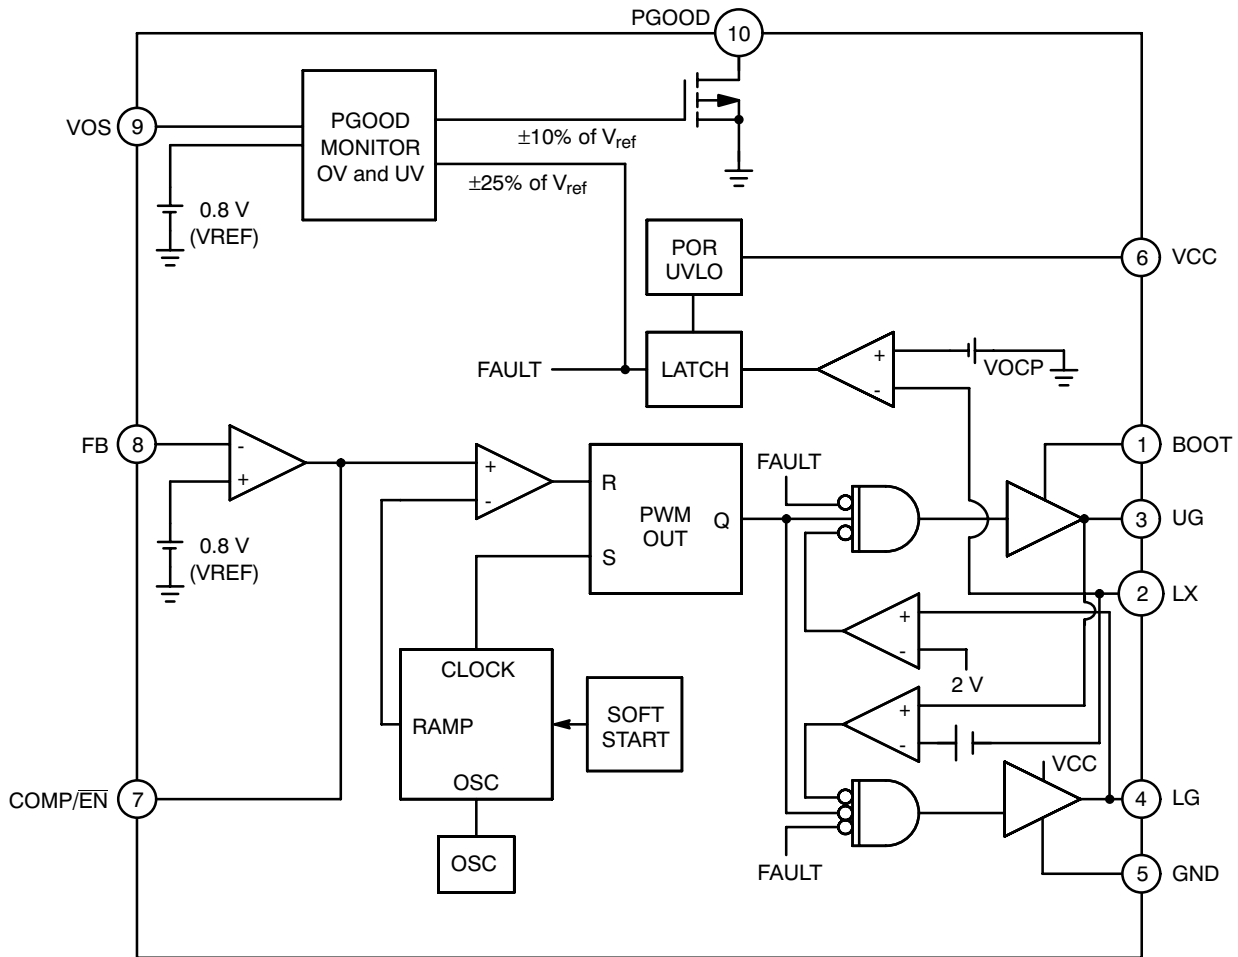 PGOOD
10
VOS
9
PGOOD
MONITOR
OV and UV
±10% of Vref
±25% of Vref
0.8 V
(VREF)
POR
UVLO
6
VCC
FAULT
LATCH
+
-
VOCP
FB
8
-
+
0.8 V
(VREF)
+
-
R
S
PWM
OUT
Q
FAULT
1
BOOT
3
UG
2
LX
+
-
2 V
CLOCK
RAMP
OSC
SOFT
START
+
-
VCC
COMP/EN
7
4
LG
OSC
FAULT
5
GND